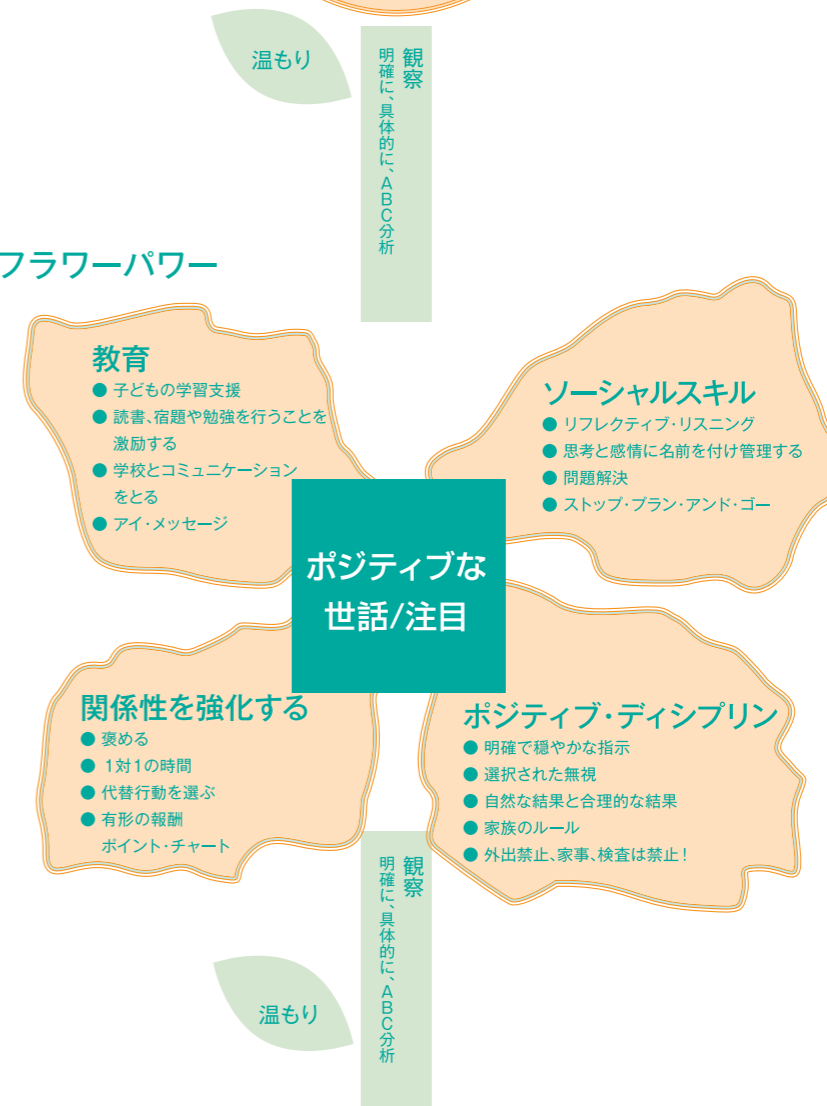 温もり
観察
明確に、具体的に、ABC分析
フラワーパワー
教育
● 子どもの学習支援
● 読書、宿題や勉強を行うことを
激励する
● 学校とコミュニケーション
をとる
● アイ・メッセージ
ソーシャルスキル
● リフレクティブ・リスニング
● 思考と感情に名前を付け管理する
● 問題解決
● ストップ・プラン・アンド・ゴー
ポジティブな
世話/注目
関係性を強化する
● 褒める
● 1対1の時間
● 代替行動を選ぶ
● 有形の報酬
ポイント・チャート
ポジティブ・ディシプリン
● 明確で穏やかな指示
● 選択された無視
● 自然な結果と合理的な結果
● 家族のルール
● 外出禁止、家事、検査は禁止!
観察
明確に、具体的に、ABC分析
温もり